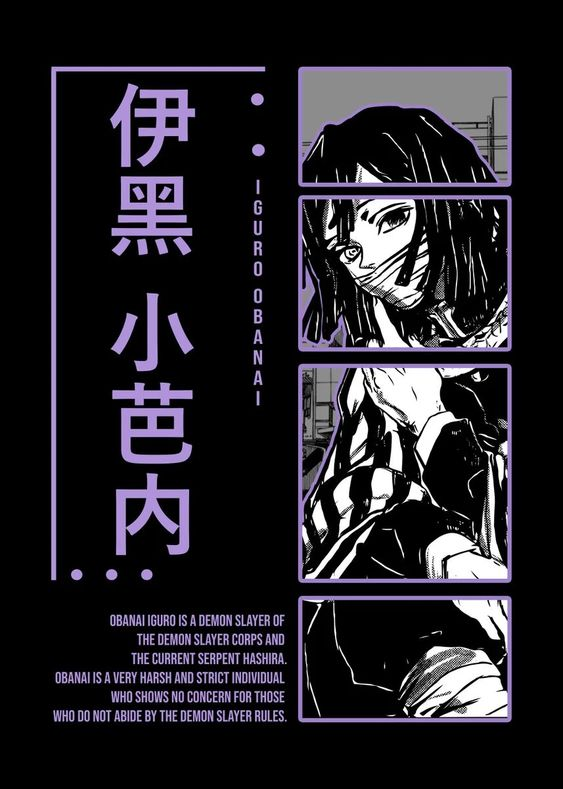 伊黑 小芭内
IGURO OBANAI
OBANAI IGURO IS A DEMON SLAYER OF
THE DEMON SLAYER CORPS AND
THE CURRENT SERPENT HASHIRA.
OBANAI IS A VERY HARSH AND STRICT INDIVIDUAL
WHO SHOWS NO CONCERN FOR THOSE
WHO DO NOT ABIDE BY THE DEMON SLAYER RULES.